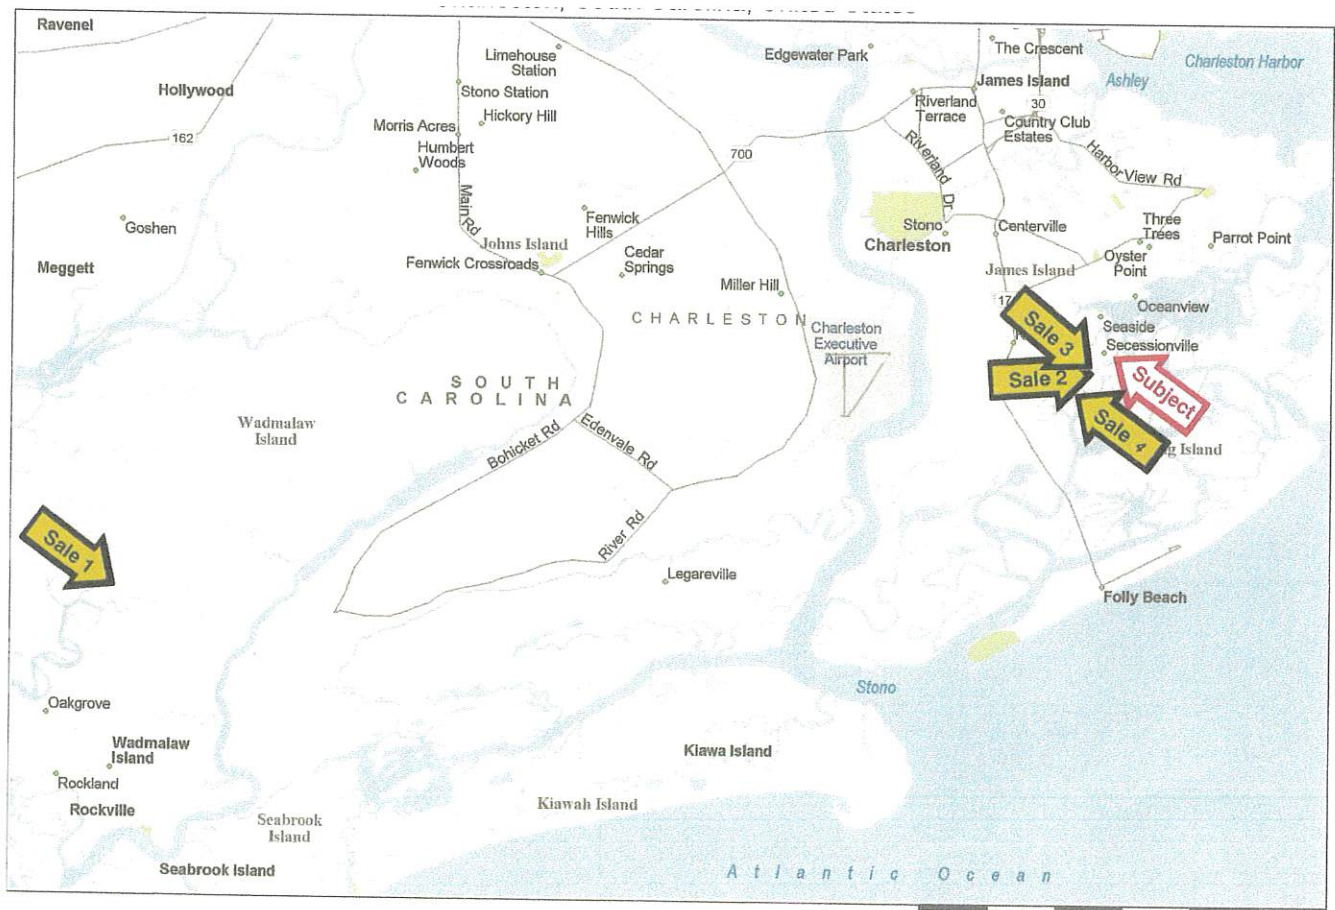 Charleston, South Carolina, United States
Ravenel
Limehouse
Station
Edgewater Park
The Crescent
Charleston Harbor
Hollywood
Stono Station
James Island
Ashley
Hickory Hill
Riverland
Terrace
30
Morris Acres
Country Club
Estates
162
Humbert
Woods
700
Riverland Dr
Harbor View Rd
Main Rd
Goshen
Fenwick
Hills
Stono
Centerville
Three
Trees
Parrot Point
Johns Island
Charleston
Meggett
Fenwick Crossroads
Cedar
Springs
Oyster
Point
James Island
Miller Hill
17
Oceanview
CHARLESTON
Charleston
Executive
Airport
Seaside
Sale 3
Secessionville
SOUTH
CAROLINA
Sale 2
Subject
Wadmalaw
Island
Bohicket Rd
Edenvale Rd
Sale 4
g Island
Sale 1
River Rd
Legareville
Folly Beach
Stono
Oakgrove
Wadmalaw
Island
Kiawa Island
Rockland
Rockville
Kiawah Island
Seabrook
Island
Seabrook Island
Atlantic Ocean